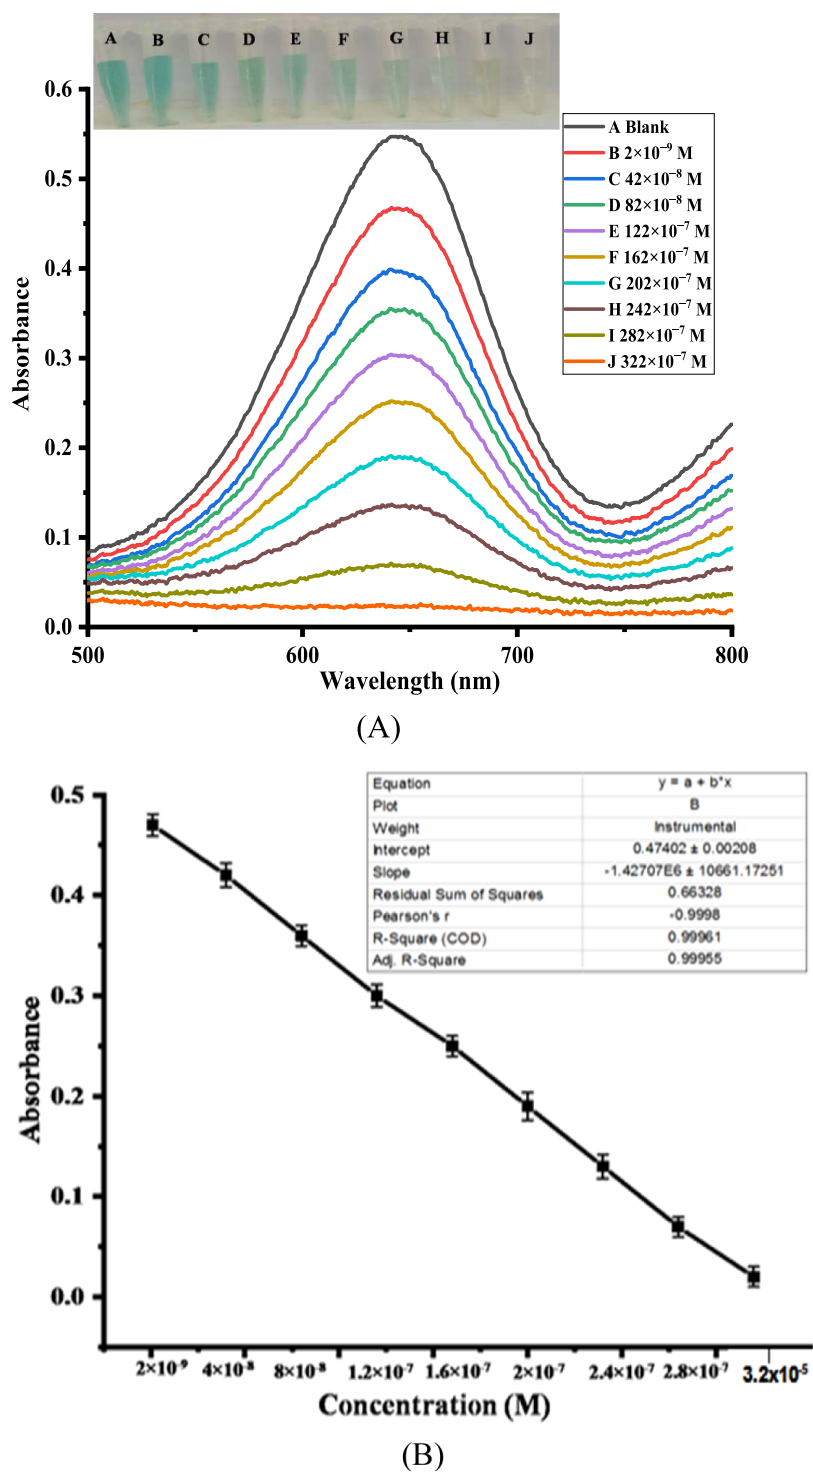 A B C D E F G H I J
0.6
0.5
0.4
0.3
0.2
0.1
0.0
Absorbance
A Blank
B 2×10⁻⁹ M
C 42×10⁻⁸ M
D 82×10⁻⁸ M
E 122×10⁻⁷ M
F 162×10⁻⁷ M
G 202×10⁻⁷ M
H 242×10⁻⁷ M
I 282×10⁻⁷ M
J 322×10⁻⁷ M
500 600 700 800
Wavelength (nm)
(A)
0.5
0.4
0.3
0.2
0.1
0.0
Absorbance
Equation y = a + b*x
Plot B
Weight Instrumental
Intercept 0.47402 ± 0.00208
Slope -1.42707E6 ± 10661.17251
Residual Sum of Squares 0.66328
Pearson's r -0.9998
R-Square (COD) 0.99961
Adj. R-Square 0.99955
2×10⁻⁹ 4×10⁻⁸ 8×10⁻⁸ 1.2×10⁻⁷ 1.6×10⁻⁷ 2×10⁻⁷ 2.4×10⁻⁷ 2.8×10⁻⁷ 3.2x10⁻⁵
Concentration (M)
(B)